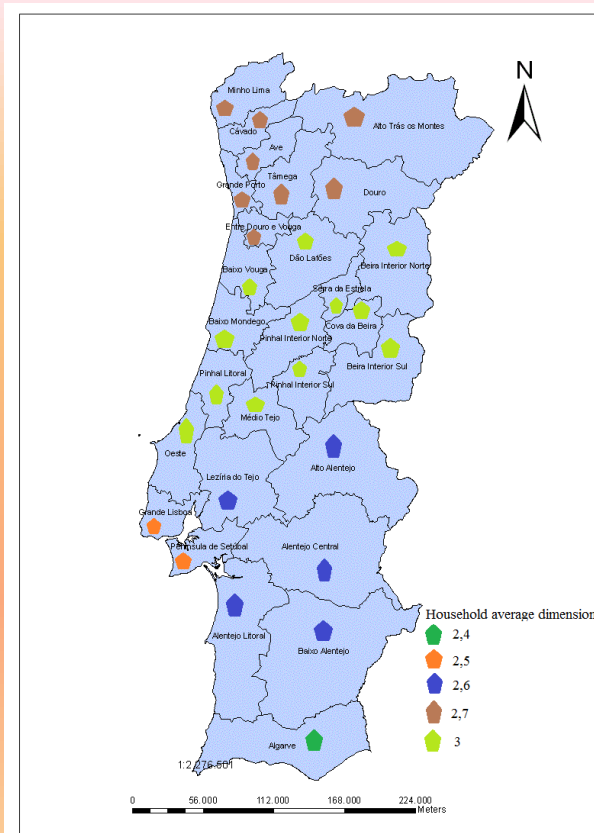 N
Minho Lima
Cávado
Alto Trás os Montes
Ave
Tâmega
Grande Porto
Douro
Entre Douro e Vouga
Dão Lafões
Beira Interior Norte
Baixo Vouga
Serra da Estrela
Baixo Mondego
Cova da Beira
Pinhal Interior Norte
Beira Interior Sul
Pinhal Litoral
Pinhal Interior Sul
Médio Tejo
Oeste
Alto Alentejo
Lezíria do Tejo
Grande Lisboa
Península de Setúbal
Alentejo Central
Alentejo Litoral
Baixo Alentejo
Algarve
Household average dimension
2,4
2,5
2,6
2,7
3
1:2.276.501
0 56.000 112.000 168.000 224.000
Meters